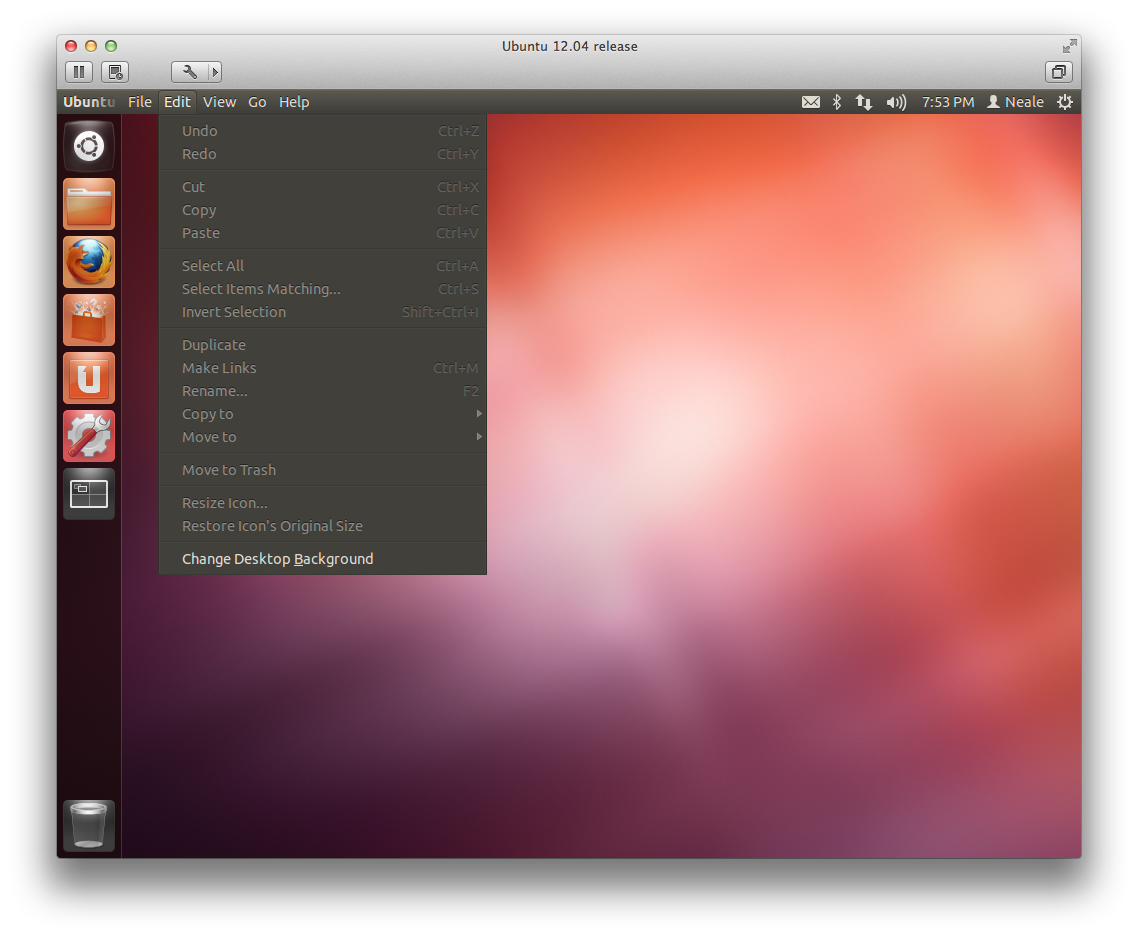 Ubuntu 12.04 release
Ubuntu File Edit View Go Help 7:53 PM Neale
Undo Ctrl+Z
Redo Ctrl+Y
Cut Ctrl+X
Copy Ctrl+C
Paste Ctrl+V
Select All Ctrl+A
Select Items Matching... Ctrl+S
Invert Selection Shift+Ctrl+I
Duplicate
Make Links Ctrl+M
Rename... F2
Copy to
Move to
Move to Trash
Resize Icon...
Restore Icon's Original Size
Change Desktop Background